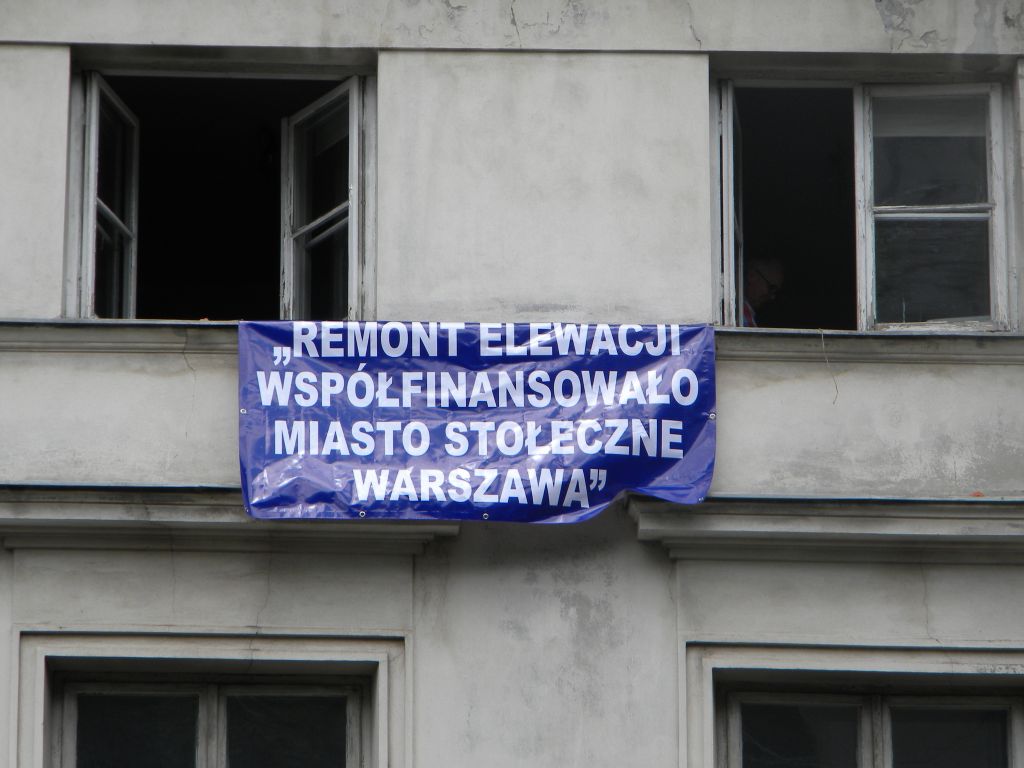 „REMONT ELEWACJI
WSPÓŁFINANSOWAŁO
MIASTO STOŁECZNE
WARSZAWA”